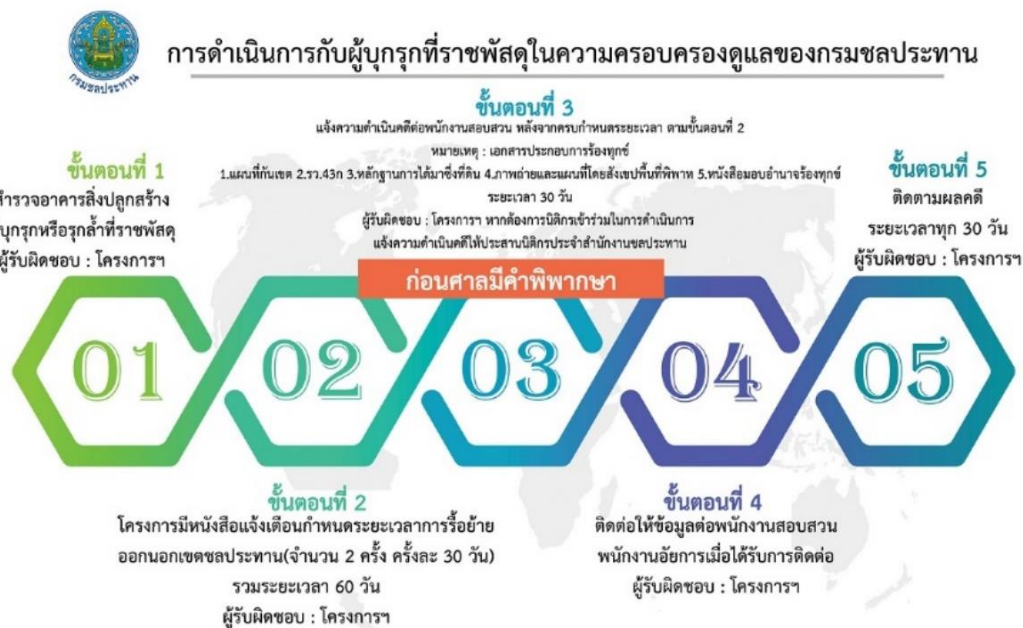 กรมชลประทาน
การดำเนินการกับผู้บุกรุกที่ราชพัสดุในความครอบครองดูแลของกรมชลประทาน
ขั้นตอนที่ 1
สำรวจอาคารสิ่งปลูกสร้าง
บุกรุกหรือรุกล้ำที่ราชพัสดุ
ผู้รับผิดชอบ : โครงการฯ
ขั้นตอนที่ 3
แจ้งความดำเนินคดีต่อพนักงานสอบสวน หลังจากครบกำหนดระยะเวลา ตามขั้นตอนที่ 2
หมายเหตุ : เอกสารประกอบการร้องทุกข์
1.แผนที่กันเขต 2.รว.43ก 3.หลักฐานการได้มาซึ่งที่ดิน 4.ภาพถ่ายและแผนที่โดยสังเขปพื้นที่พิพาท 5.หนังสือมอบอำนาจร้องทุกข์
ระยะเวลา 30 วัน
ผู้รับผิดชอบ : โครงการฯ หากต้องการนิติกรเข้าร่วมในการดำเนินการ
แจ้งความดำเนินคดีให้ประสานนิติกรประจำสำนักงานชลประทาน
ขั้นตอนที่ 5
ติดตามผลคดี
ระยะเวลาทุก 30 วัน
ผู้รับผิดชอบ : โครงการฯ
ก่อนศาลมีคำพิพากษา
01 02 03 04 05
ขั้นตอนที่ 2
โครงการมีหนังสือแจ้งเตือนกำหนดระยะเวลาการรื้อย้าย
ออกนอกเขตชลประทาน(จำนวน 2 ครั้ง ครั้งละ 30 วัน)
รวมระยะเวลา 60 วัน
ผู้รับผิดชอบ : โครงการฯ
ขั้นตอนที่ 4
ติดต่อให้ข้อมูลต่อพนักงานสอบสวน
พนักงานอัยการเมื่อได้รับการติดต่อ
ผู้รับผิดชอบ : โครงการฯ